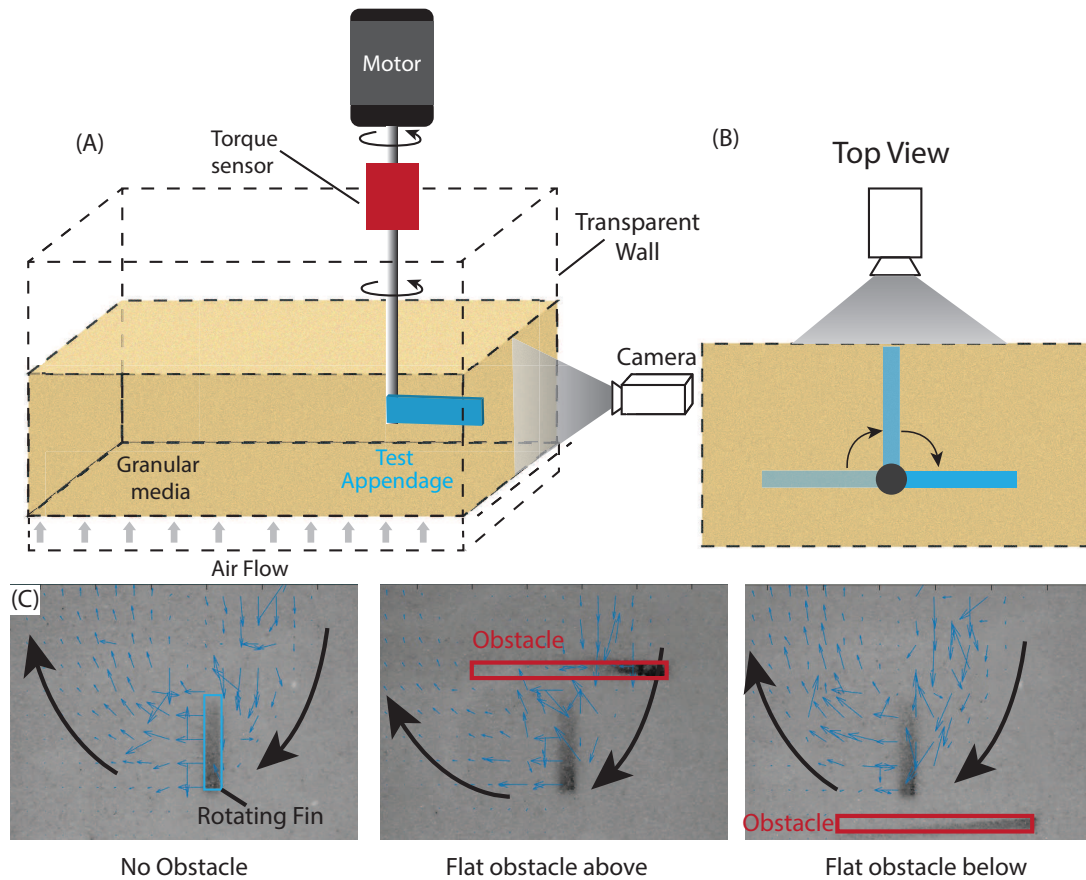 Motor
(A)
Torque
sensor
Transparent
Wall
Camera
Granular
media
Test
Appendage
Air Flow
(B)
Top View
(C)
Rotating Fin
No Obstacle
Obstacle
Flat obstacle above
Obstacle
Flat obstacle below